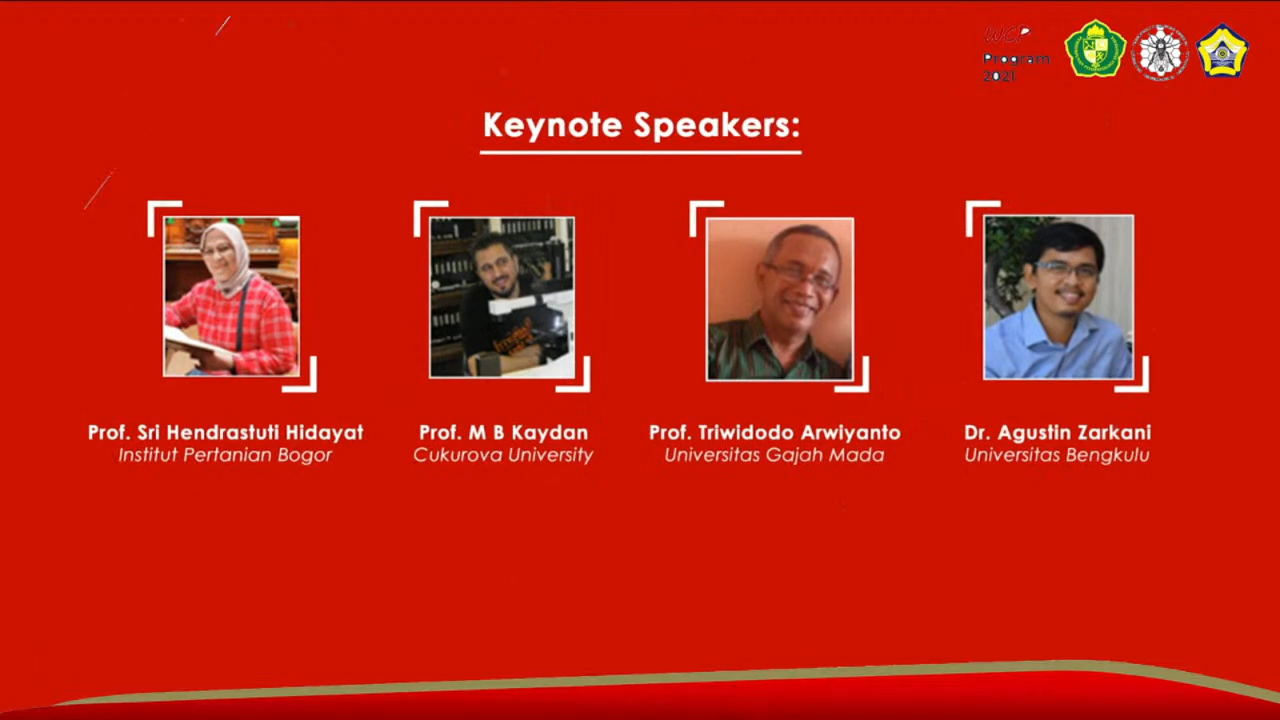 WCP
Program
2021
Keynote Speakers:
Prof. Sri Hendrastuti Hidayat
Institut Pertanian Bogor
Prof. M B Kaydan
Cukurova University
Prof. Triwidodo Arwiyanto
Universitas Gajah Mada
Dr. Agustin Zarkani
Universitas Bengkulu